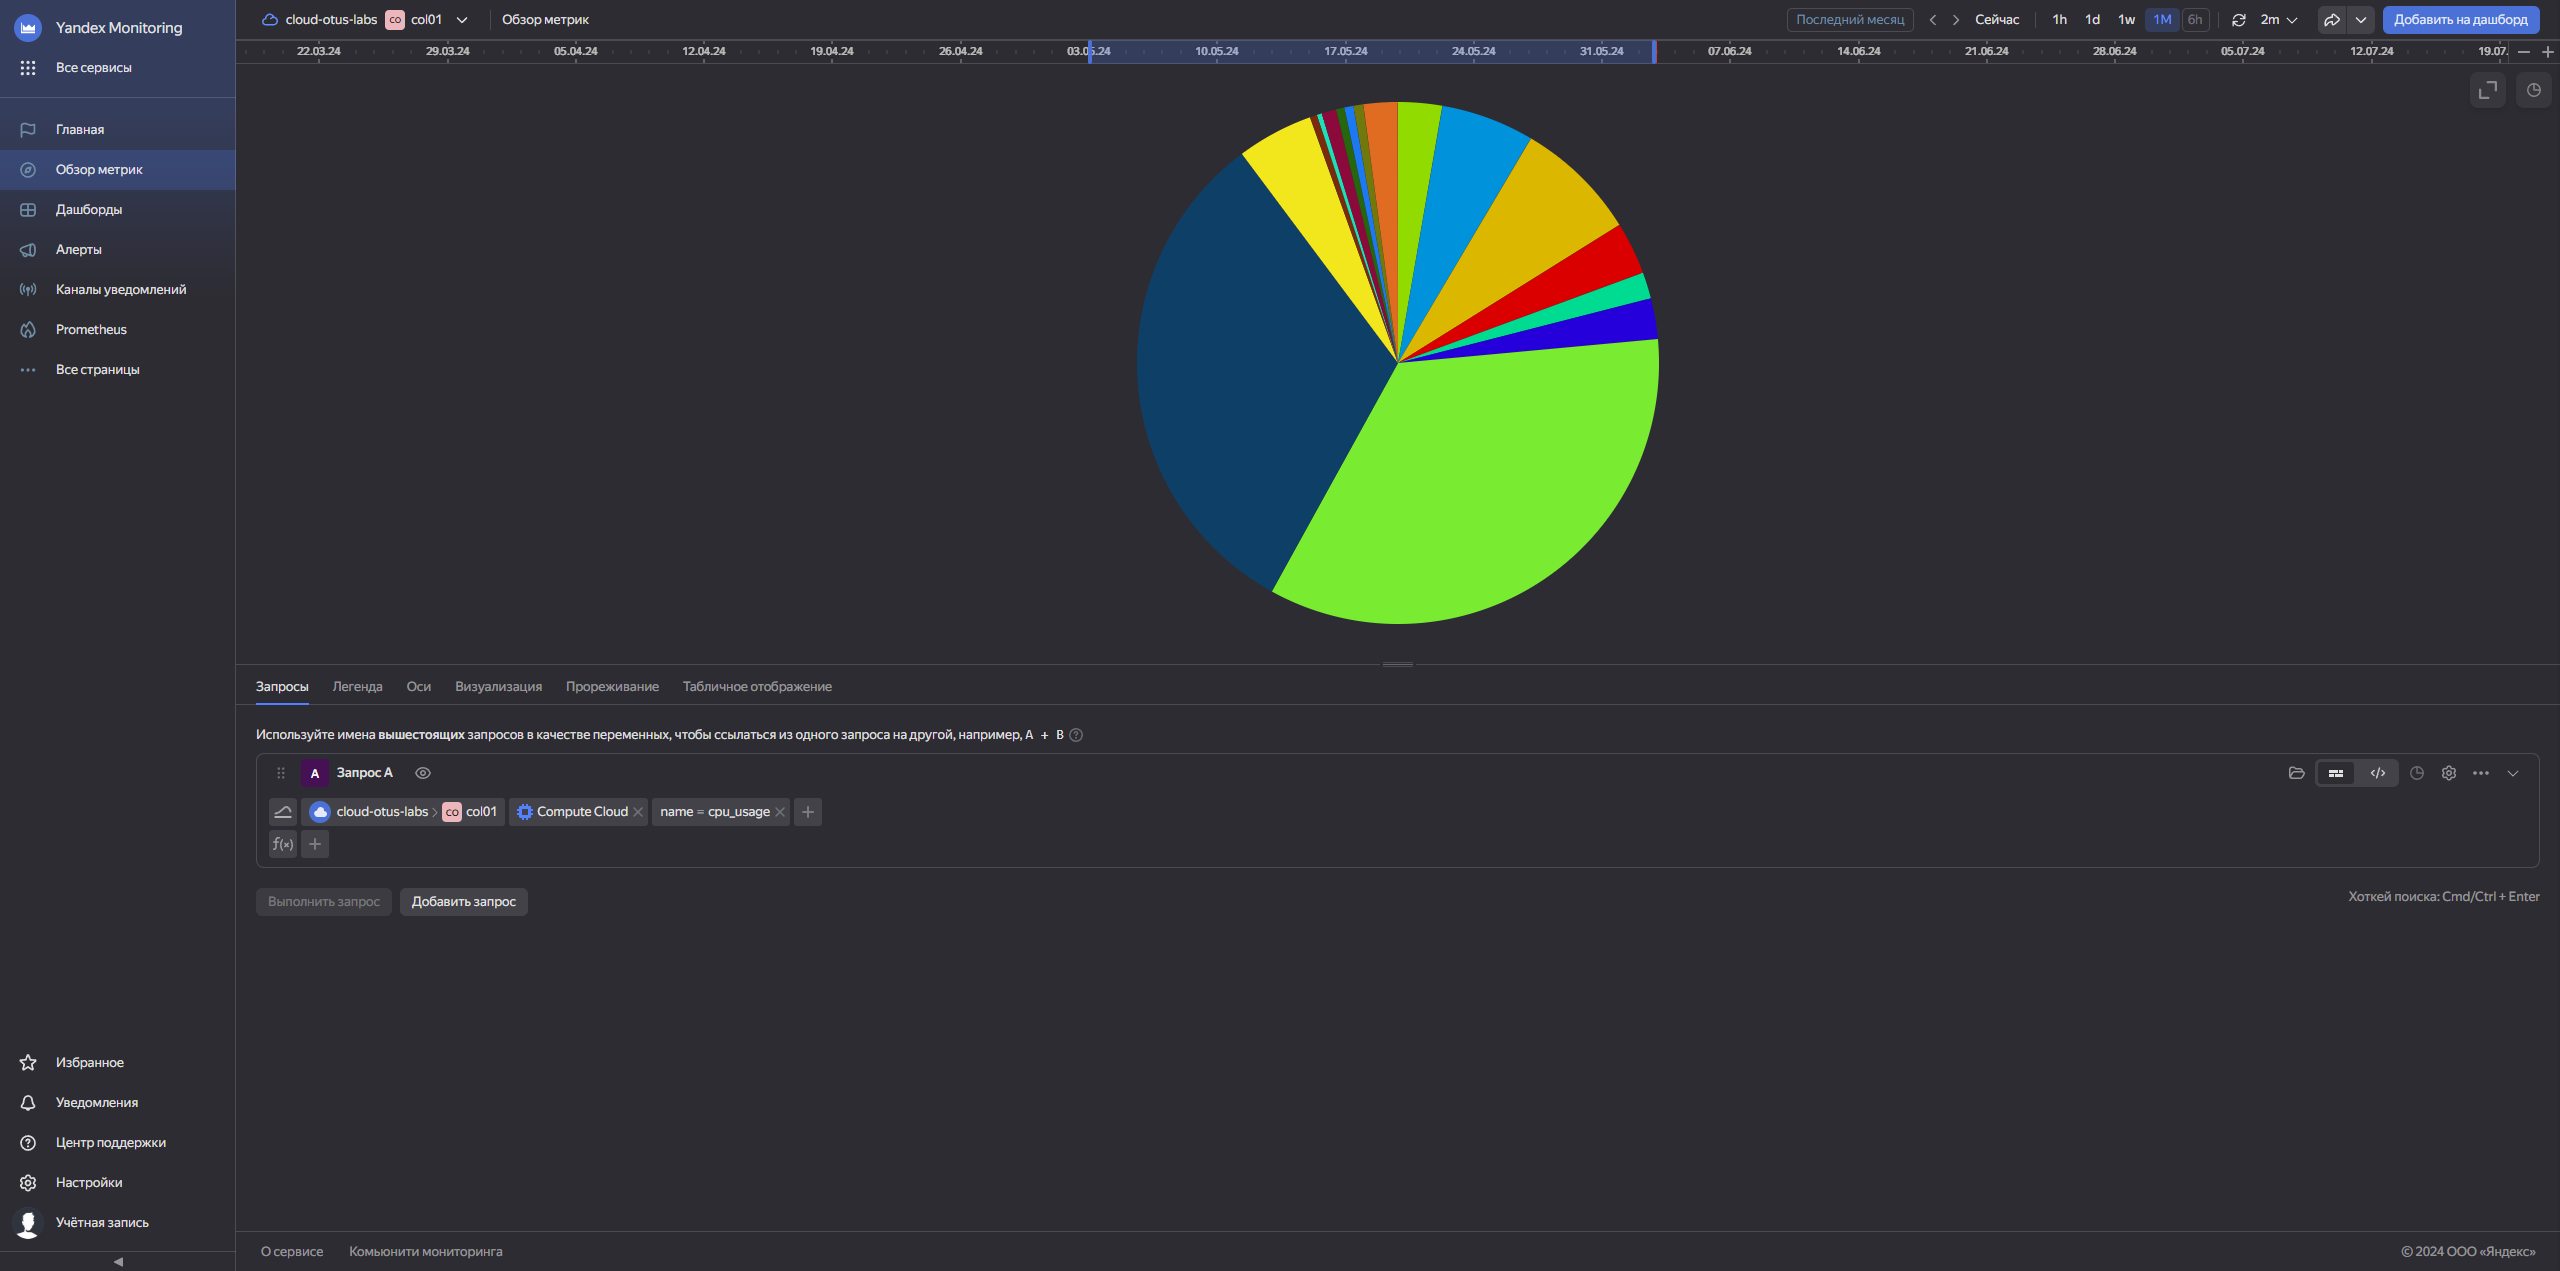 Yandex Monitoring
Все сервисы
Главная
Обзор метрик
Дашборды
Алерты
Каналы уведомлений
Prometheus
Все страницы
Избранное
Уведомления
Центр поддержки
Настройки
Учётная запись
cloud-otus-labs co col01 Обзор метрик
Последний месяц Сейчас 1h 1d 1w 1M 6h 2m Добавить на дашборд
22.03.24 29.03.24 05.04.24 12.04.24 19.04.24 26.04.24 03.05.24 10.05.24 17.05.24 24.05.24 31.05.24 07.06.24 14.06.24 21.06.24 28.06.24 05.07.24 12.07.24 19.07.
Запросы Легенда Оси Визуализация Прореживание Табличное отображение
Используйте имена вышестоящих запросов в качестве переменных, чтобы ссылаться из одного запроса на другой, например, A + B
A Запрос A
cloud-otus-labs co col01 Compute Cloud name = cpu_usage
f(x)
Выполнить запрос Добавить запрос Хоткей поиска: Cmd/Ctrl + Enter
О сервисе Комьюнити мониторинга © 2024 ООО «Яндекс»